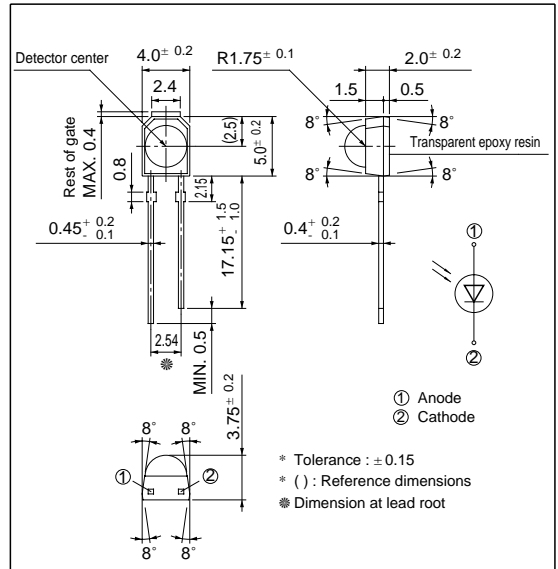 Detector center
4.0± 0.2
2.4
R1.75± 0.1
2.0± 0.2
1.5
0.5
8°
8°
(2.5)
5.0± 0.2
Transparent epoxy resin
Rest of gate
MAX. 0.4
0.8
2.15
8°
8°
0.45+ 0.2
- 0.1
17.15+ 1.5
- 1.0
0.4+ 0.2
- 0.1
①
②
2.54
❋
MIN. 0.5
① Anode
② Cathode
3.75± 0.2
8°
8°
①
②
8°
8°
* Tolerance : ±0.15
* ( ) : Reference dimensions
❋ Dimension at lead root